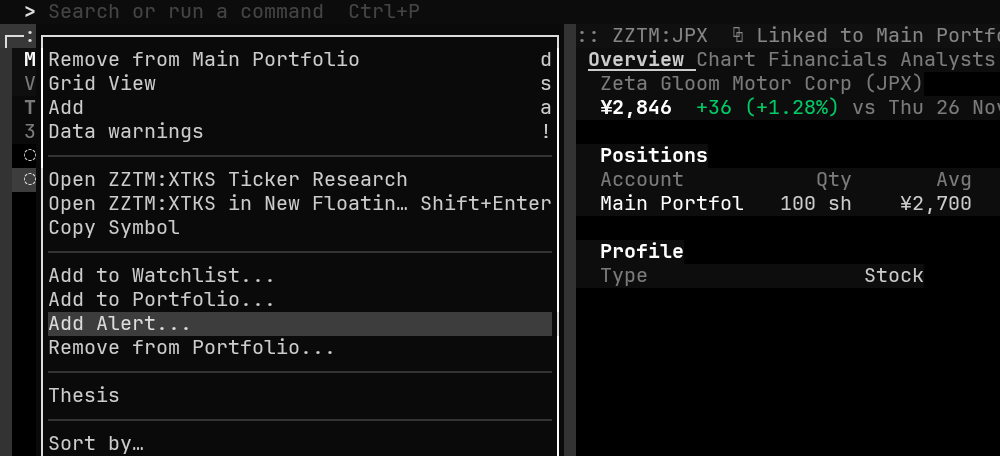 > Search or run a command  Ctrl+P
Remove from Main Portfolio d
Grid View s
Add a
Data warnings !
Open ZZTM:XTKS Ticker Research
Open ZZTM:XTKS in New Floatin… Shift+Enter
Copy Symbol
Add to Watchlist...
Add to Portfolio...
Add Alert...
Remove from Portfolio...
Thesis
Sort by…
M
V
T
3
:: ZZTM:JPX Linked to Main Portfo
Overview Chart Financials Analysts
Zeta Gloom Motor Corp (JPX)
¥2,846 +36 (+1.28%) vs Thu 26 Nov
Positions
Account Qty Avg
Main Portfol 100 sh ¥2,700
Profile
Type Stock